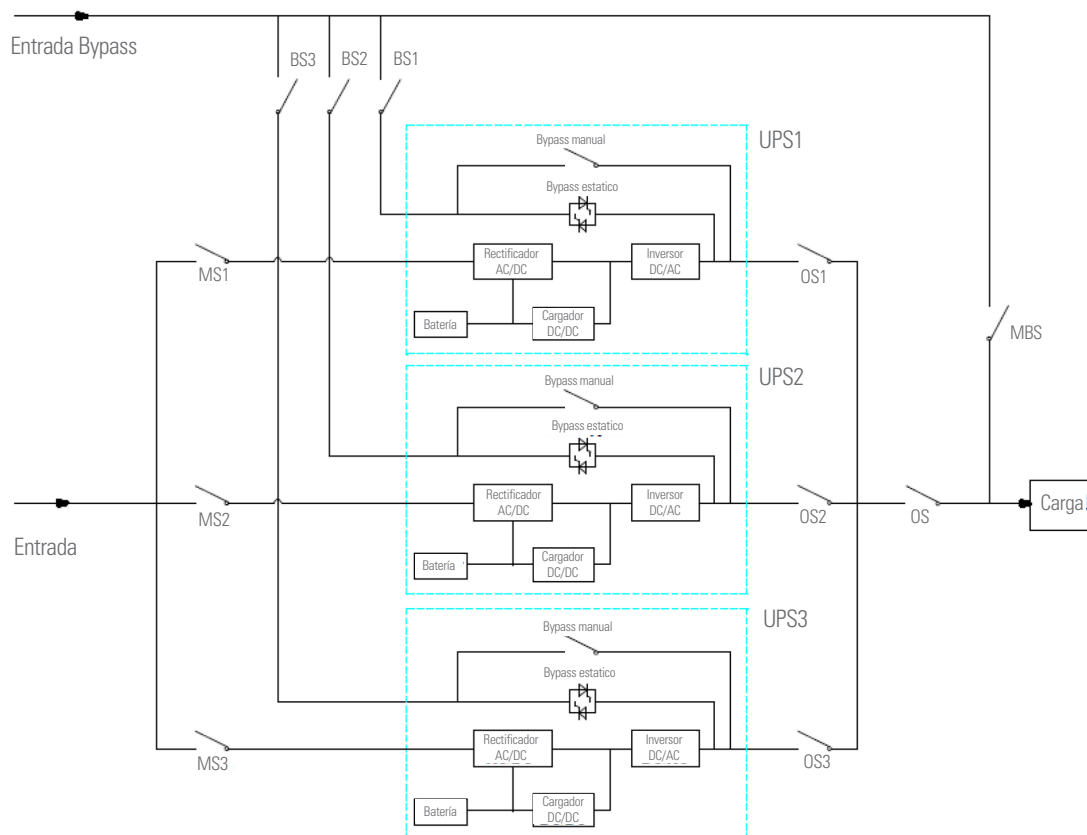 Entrada Bypass
BS3
BS2
BS1
UPS1
Bypass manual
Bypass estatico
MS1
Rectificador
AC/DC
Inversor
DC/AC
OS1
Batería
Cargador
DC/DC
MBS
UPS2
Bypass manual
Bypass estatico
MS2
Rectificador
AC/DC
Inversor
DC/AC
OS2
OS
Carga
Entrada
Batería
Cargador
DC/DC
UPS3
Bypass manual
Bypass estatico
MS3
Rectificador
AC/DC
Inversor
DC/AC
OS3
Batería
Cargador
DC/DC